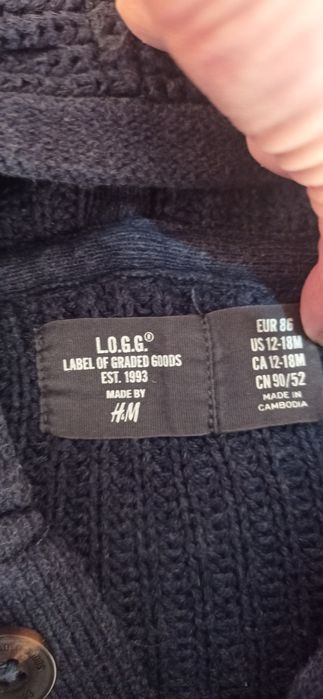 L.O.G.G.®
LABEL OF GRADED GOODS
EST. 1993
MADE BY
H&M
EUR 86
US 12-18M
CA 12-18M
CN 90/52
MADE IN
CAMBODIA